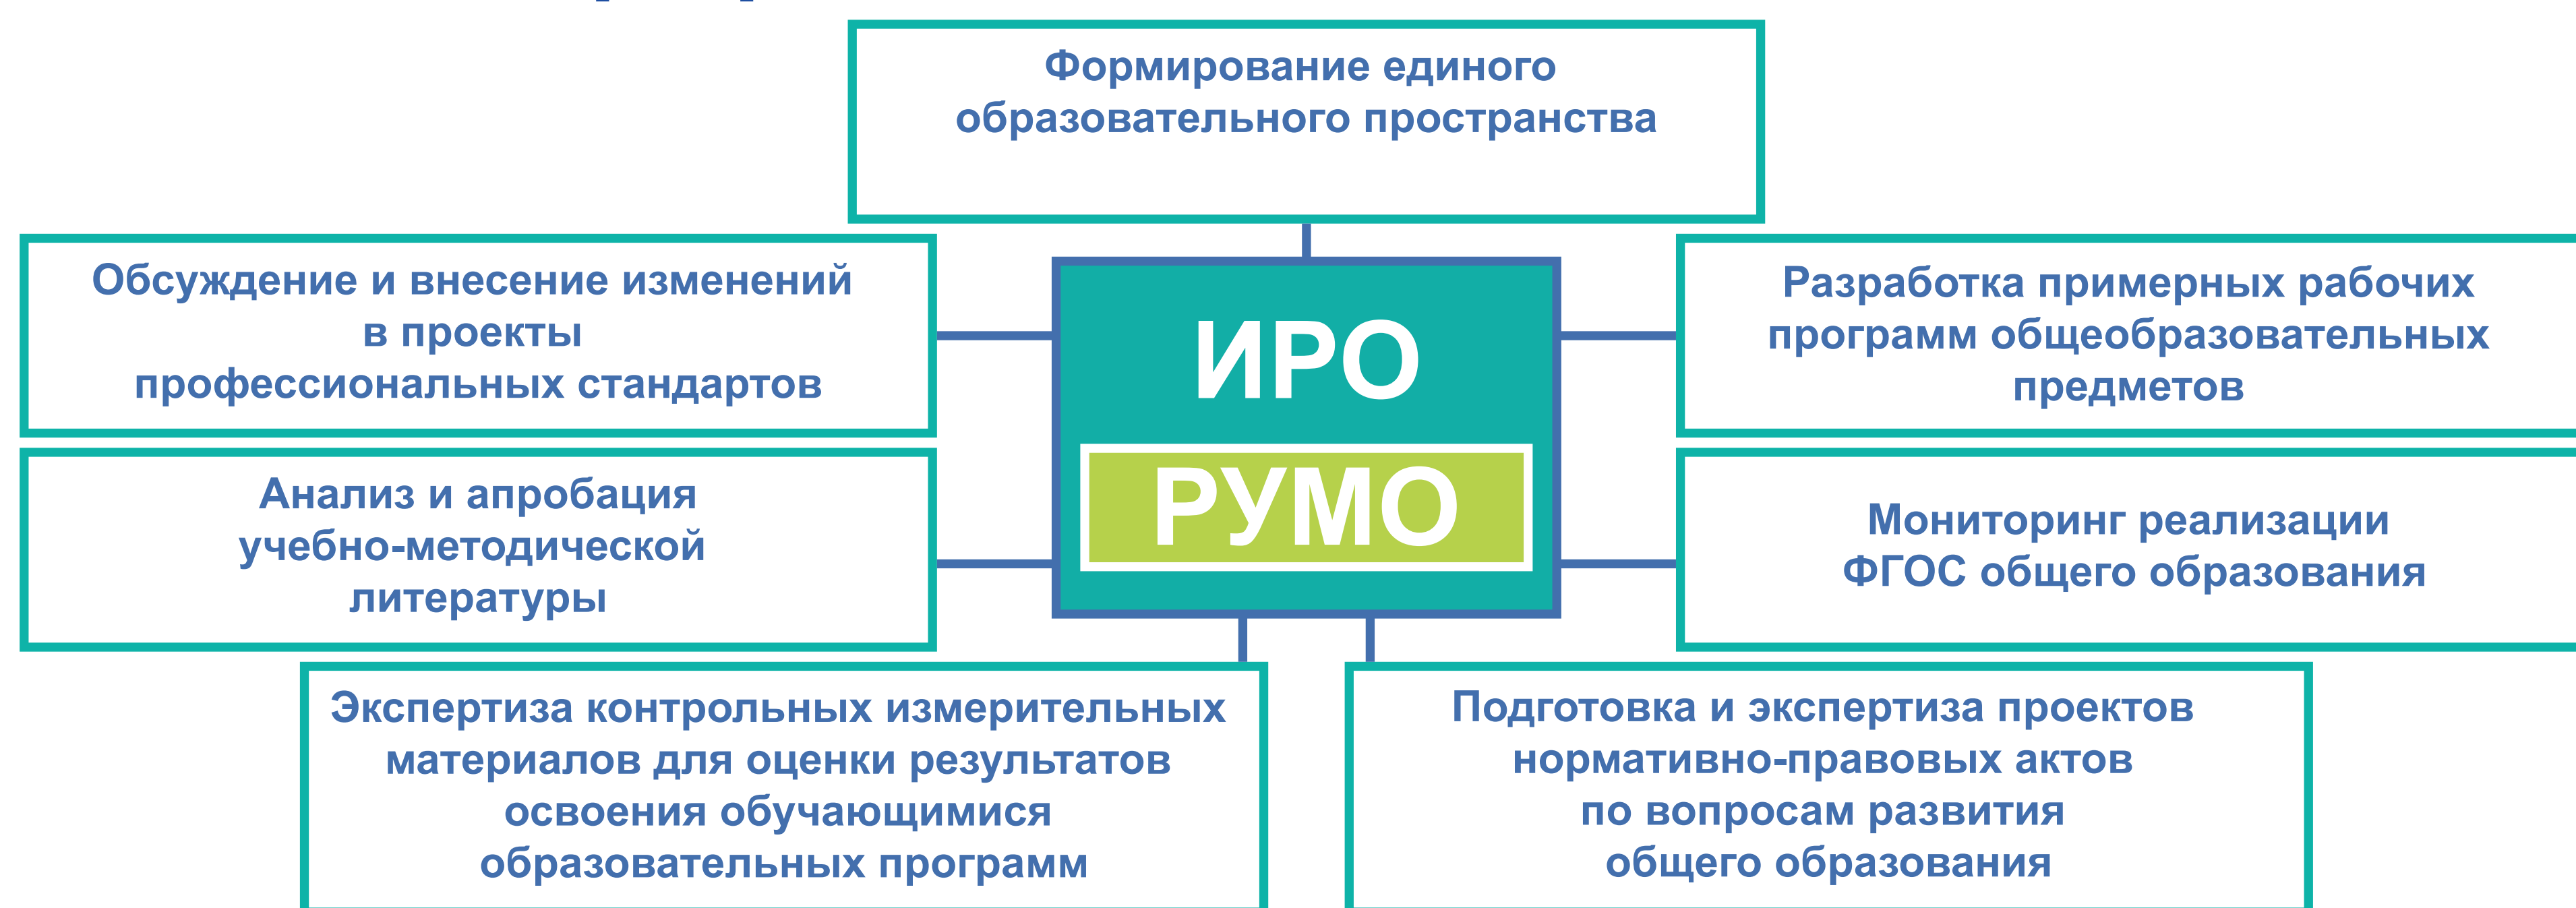 Формирование единого
образовательного пространства
Обсуждение и внесение изменений
в проекты
профессиональных стандартов
ИРО
РУМО
Разработка примерных рабочих
программ общеобразовательных
предметов
Анализ и апробация
учебно-методической
литературы
Мониторинг реализации
ФГОС общего образования
Экспертиза контрольных измерительных
материалов для оценки результатов
освоения обучающимися
образовательных программ
Подготовка и экспертиза проектов
нормативно-правовых актов
по вопросам развития
общего образования